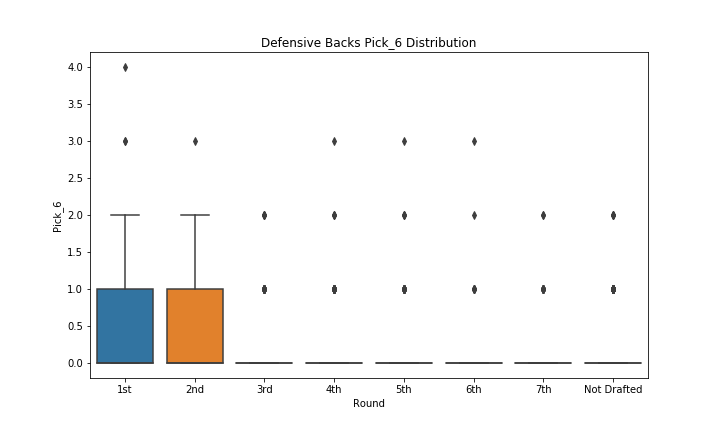 Defensive Backs Pick_6 Distribution
Pick_6
4.0
3.5
3.0
2.5
2.0
1.5
1.0
0.5
0.0
1st 2nd 3rd 4th 5th 6th 7th Not Drafted
Round